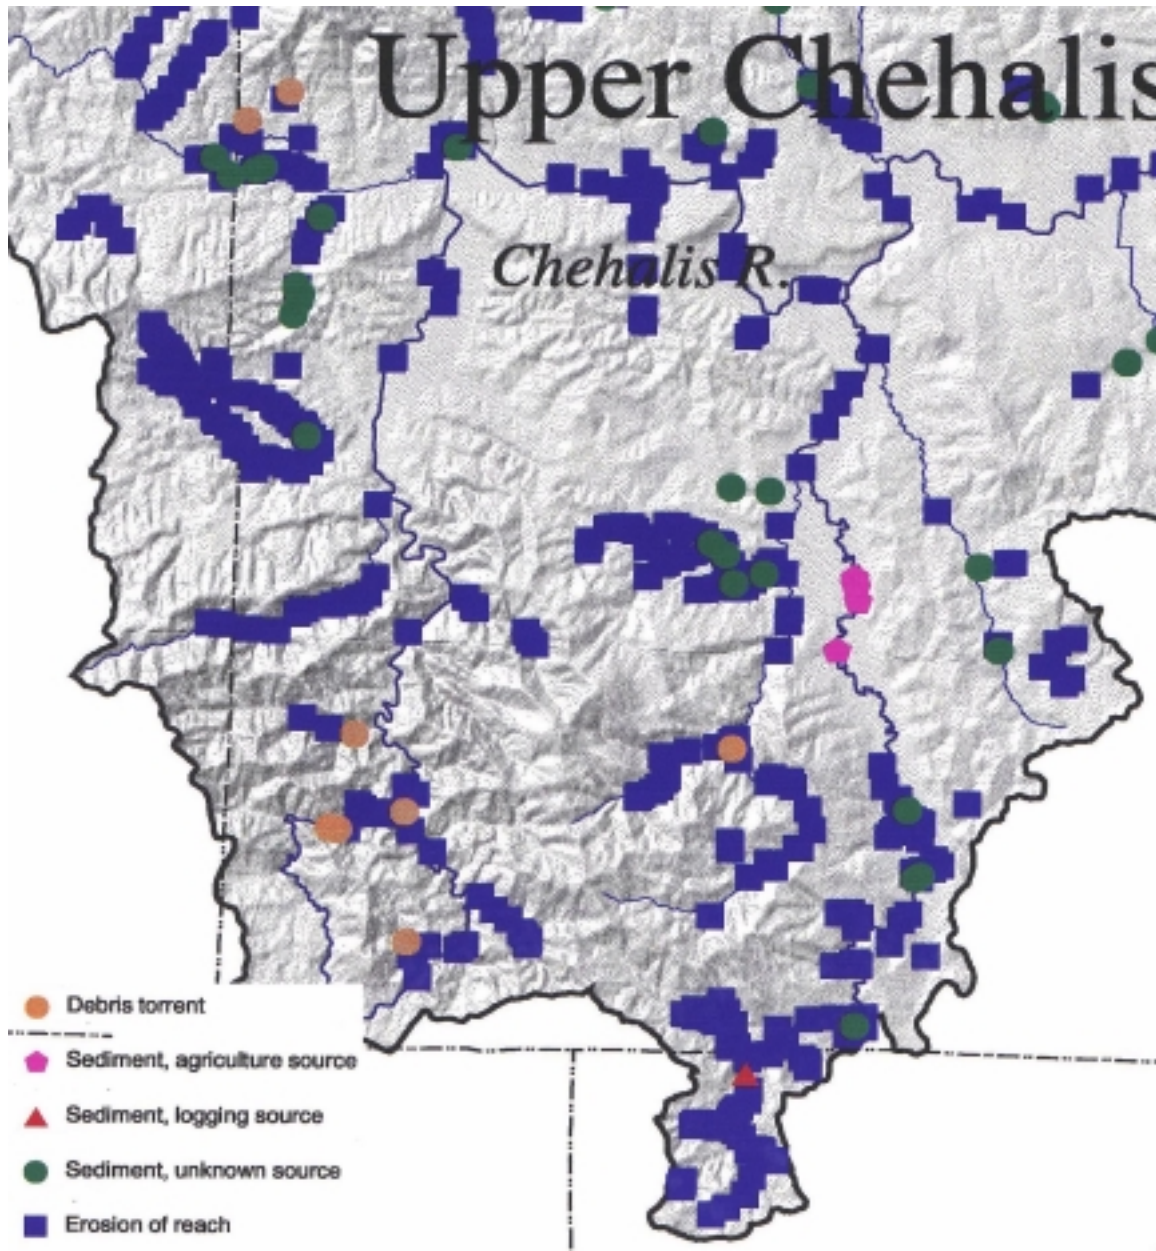 Upper Chehalis
Chehalis R.
Debris torrent
Sediment, agriculture source
Sediment, logging source
Sediment, unknown source
Erosion of reach